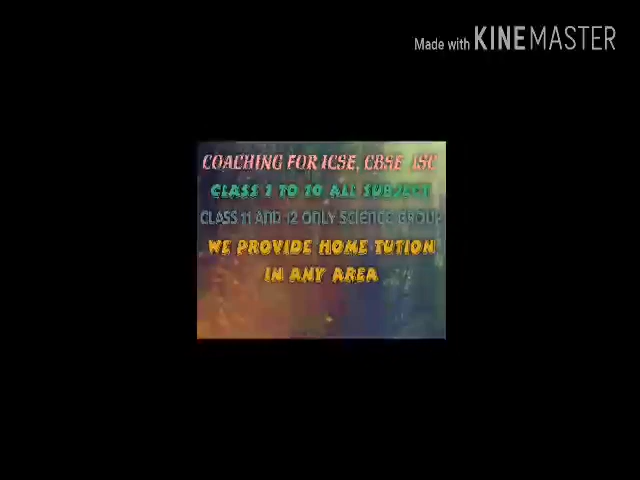 Made with KINEMASTER
COACHING FOR ICSE, CBSE ISC
CLASS 1 TO 10 ALL SUBJECT
CLASS 11 AND 12 ONLY SCIENCE GROUP
WE PROVIDE HOME TUTION
IN ANY AREA